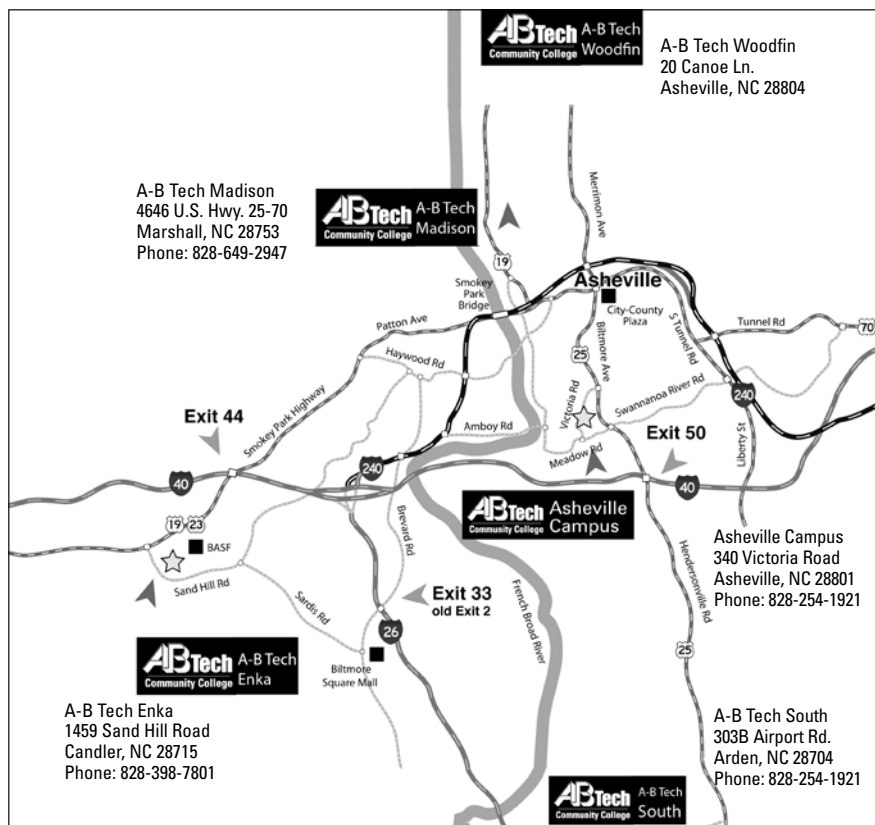 ABTech
Community College
A-B Tech
Woodfin
A-B Tech Woodfin
20 Canoe Ln.
Asheville, NC 28804
A-B Tech Madison
4646 U.S. Hwy. 25-70
Marshall, NC 28753
Phone: 828-649-2947
ABTech
Community College
A-B Tech
Madison
Merrimon Ave
19
Smokey
Park
Bridge
Asheville
City-County
Plaza
Patton Ave
Haywood Rd
25
Biltmore Ave
S Tunnel Rd
Tunnel Rd
70
Smokey Park Highway
Exit 44
Amboy Rd
Victoria Rd
Swannanoa River Rd
240
Meadow Rd
Exit 50
Liberty St
40
240
40
19
23
BASF
Sand Hill Rd
Brevard Rd
ABTech
Community College
Asheville
Campus
Asheville Campus
340 Victoria Road
Asheville, NC 28801
Phone: 828-254-1921
Sardis Rd
Exit 33
old Exit 2
26
French Broad River
Hendersonville Rd
25
ABTech
Community College
A-B Tech
Enka
Biltmore
Square Mall
A-B Tech Enka
1459 Sand Hill Road
Candler, NC 28715
Phone: 828-398-7801
A-B Tech South
303B Airport Rd.
Arden, NC 28704
Phone: 828-254-1921
ABTech
Community College
A-B Tech
South